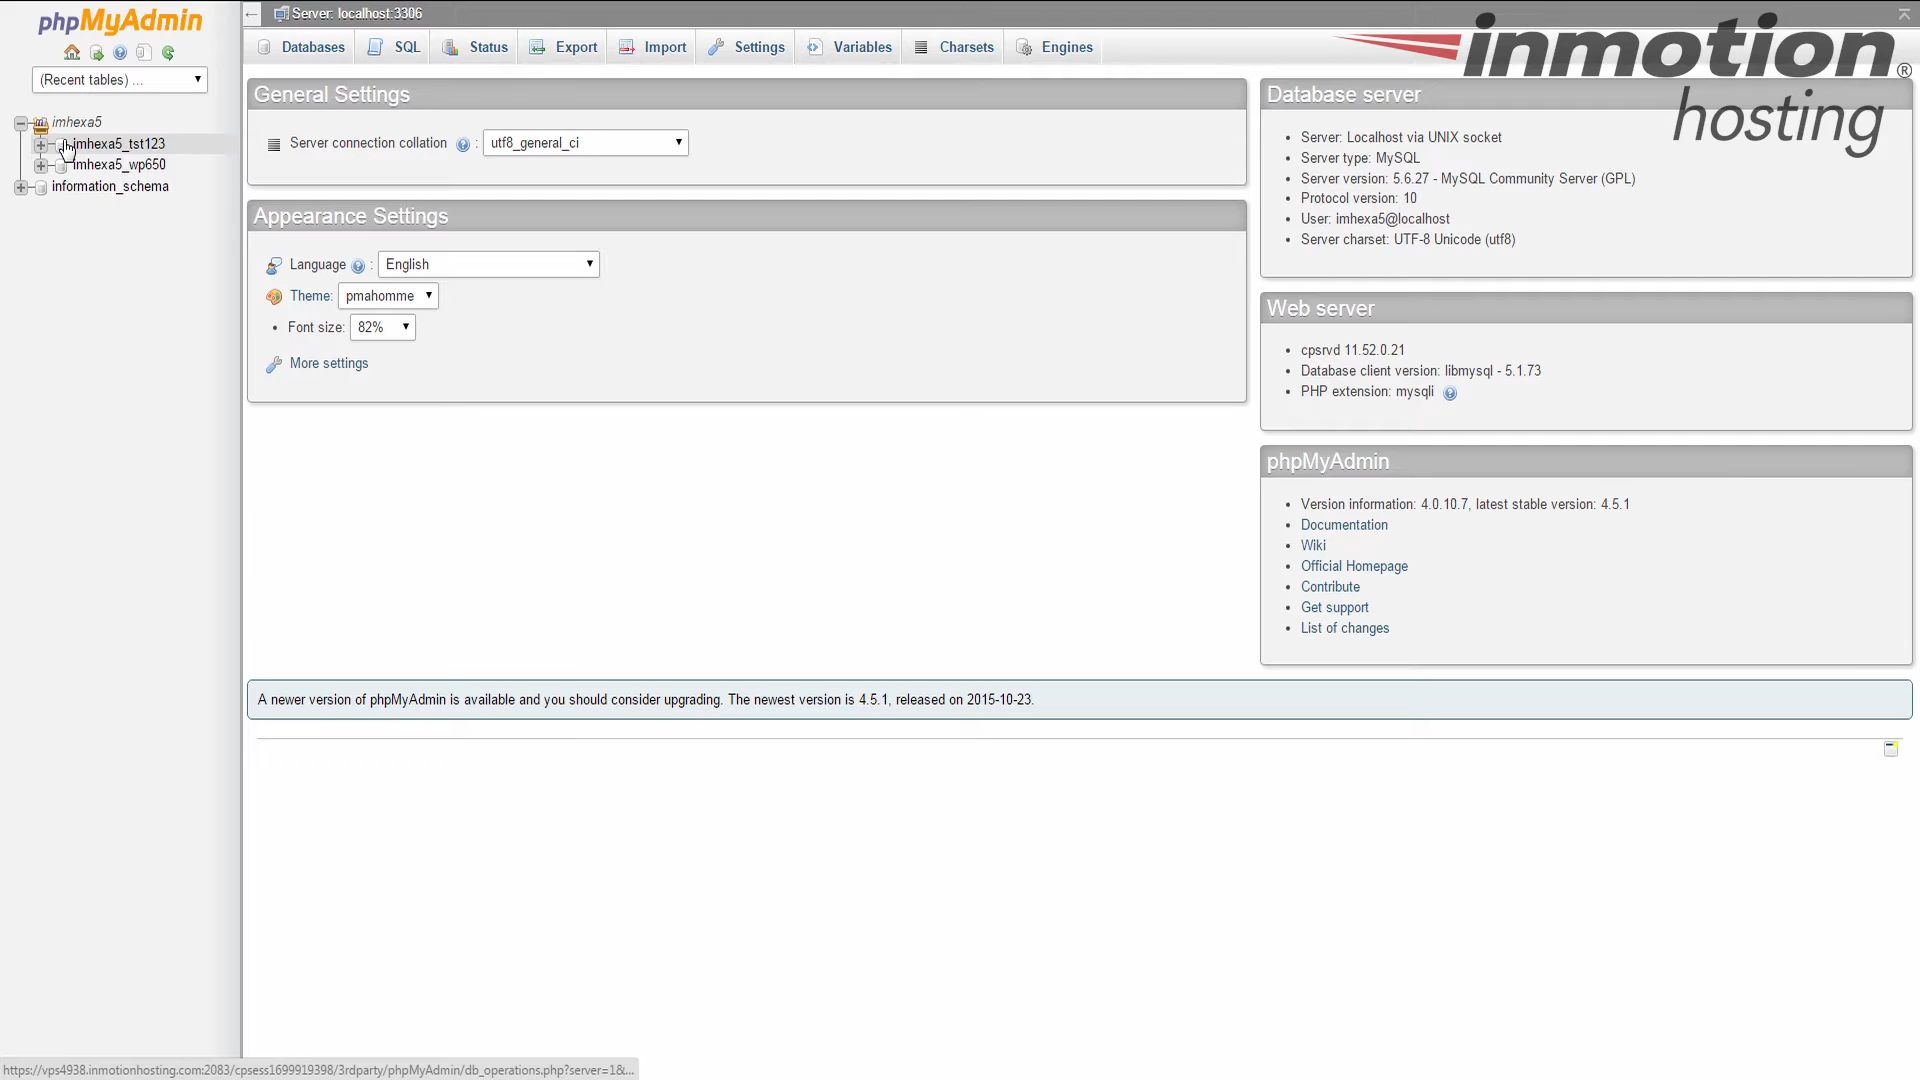 phpMyAdmin
(Recent tables) ...
imhexa5
imhexa5_tst123
imhexa5_wp650
information_schema
Server: localhost:3306
Databases
SQL
Status
Export
Import
Settings
Variables
Charsets
Engines
inmotion®
hosting
General Settings
Server connection collation : utf8_general_ci
Appearance Settings
Language : English
Theme: pmahomme
Font size: 82%
More settings
Database server
Server: Localhost via UNIX socket
Server type: MySQL
Server version: 5.6.27 - MySQL Community Server (GPL)
Protocol version: 10
User: imhexa5@localhost
Server charset: UTF-8 Unicode (utf8)
Web server
cpsrvd 11.52.0.21
Database client version: libmysql - 5.1.73
PHP extension: mysqli
phpMyAdmin
Version information: 4.0.10.7, latest stable version: 4.5.1
Documentation
Wiki
Official Homepage
Contribute
Get support
List of changes
A newer version of phpMyAdmin is available and you should consider upgrading. The newest version is 4.5.1, released on 2015-10-23.
https://vps4938.inmotionhosting.com:2083/cpsess1699919398/3rdparty/phpMyAdmin/db_operations.php?server=1&...